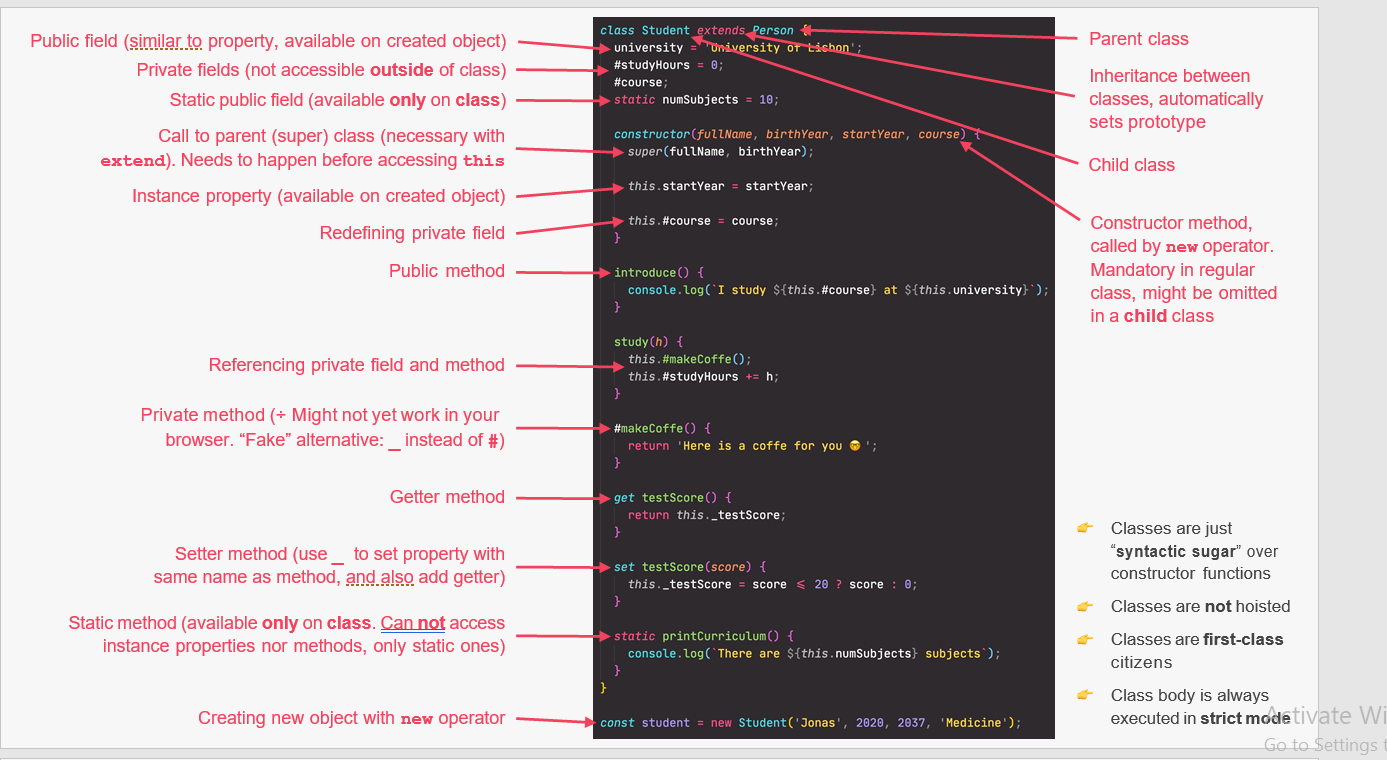 Public field (similar to property, available on created object)
Private fields (not accessible outside of class)
Static public field (available only on class)
Call to parent (super) class (necessary with
extend). Needs to happen before accessing this
Instance property (available on created object)
Redefining private field
Public method
Referencing private field and method
Private method (÷ Might not yet work in your
browser. “Fake” alternative: _ instead of #)
Getter method
Setter method (use _ to set property with
same name as method, and also add getter)
Static method (available only on class. Can not access
instance properties nor methods, only static ones)
Creating new object with new operator
class Student extends Person {
university = 'University of Lisbon';
#studyHours = 0;
#course;
static numSubjects = 10;
constructor(fullName, birthYear, startYear, course) {
super(fullName, birthYear);
this.startYear = startYear;
this.#course = course;
}
introduce() {
console.log(`I study ${this.#course} at ${this.university}`);
}
study(h) {
this.#makeCoffe();
this.#studyHours += h;
}
#makeCoffe() {
return 'Here is a coffe for you 🤓';
}
get testScore() {
return this._testScore;
}
set testScore(score) {
this._testScore = score ≤ 20 ? score : 0;
}
static printCurriculum() {
console.log(`There are ${this.numSubjects} subjects`);
}
}
const student = new Student('Jonas', 2020, 2037, 'Medicine');
Parent class
Inheritance between
classes, automatically
sets prototype
Child class
Constructor method,
called by new operator.
Mandatory in regular
class, might be omitted
in a child class
👉 Classes are just
“syntactic sugar” over
constructor functions
👉 Classes are not hoisted
👉 Classes are first-class
citizens
👉 Class body is always
executed in strict mode
Activate Wi
Go to Settings t